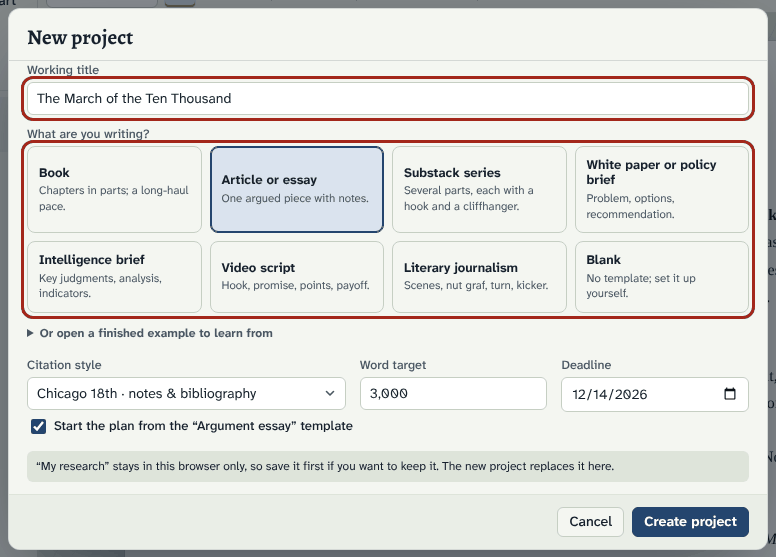 New project
Working title
The March of the Ten Thousand
What are you writing?
Book
Chapters in parts; a long-haul
pace.
Article or essay
One argued piece with notes.
Substack series
Several parts, each with a
hook and a cliffhanger.
White paper or policy
brief
Problem, options,
recommendation.
Intelligence brief
Key judgments, analysis,
indicators.
Video script
Hook, promise, points, payoff.
Literary journalism
Scenes, nut graf, turn, kicker.
Blank
No template; set it up
yourself.
Or open a finished example to learn from
Citation style
Word target
Deadline
Chicago 18th · notes & bibliography
3,000
12/14/2026
Start the plan from the “Argument essay” template
“My research” stays in this browser only, so save it first if you want to keep it. The new project replaces it here.
Cancel
Create project